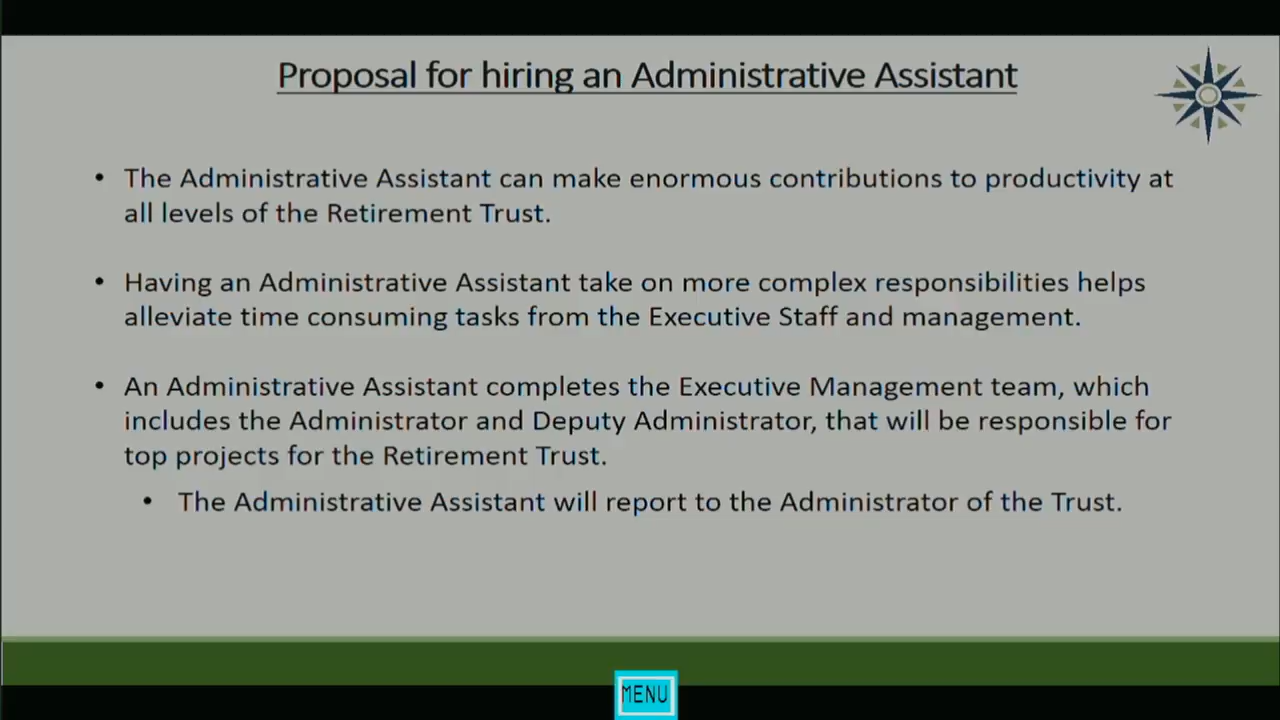 Proposal for hiring an Administrative Assistant
• The Administrative Assistant can make enormous contributions to productivity at
all levels of the Retirement Trust.
• Having an Administrative Assistant take on more complex responsibilities helps
alleviate time consuming tasks from the Executive Staff and management.
• An Administrative Assistant completes the Executive Management team, which
includes the Administrator and Deputy Administrator, that will be responsible for
top projects for the Retirement Trust.
• The Administrative Assistant will report to the Administrator of the Trust.
MENU